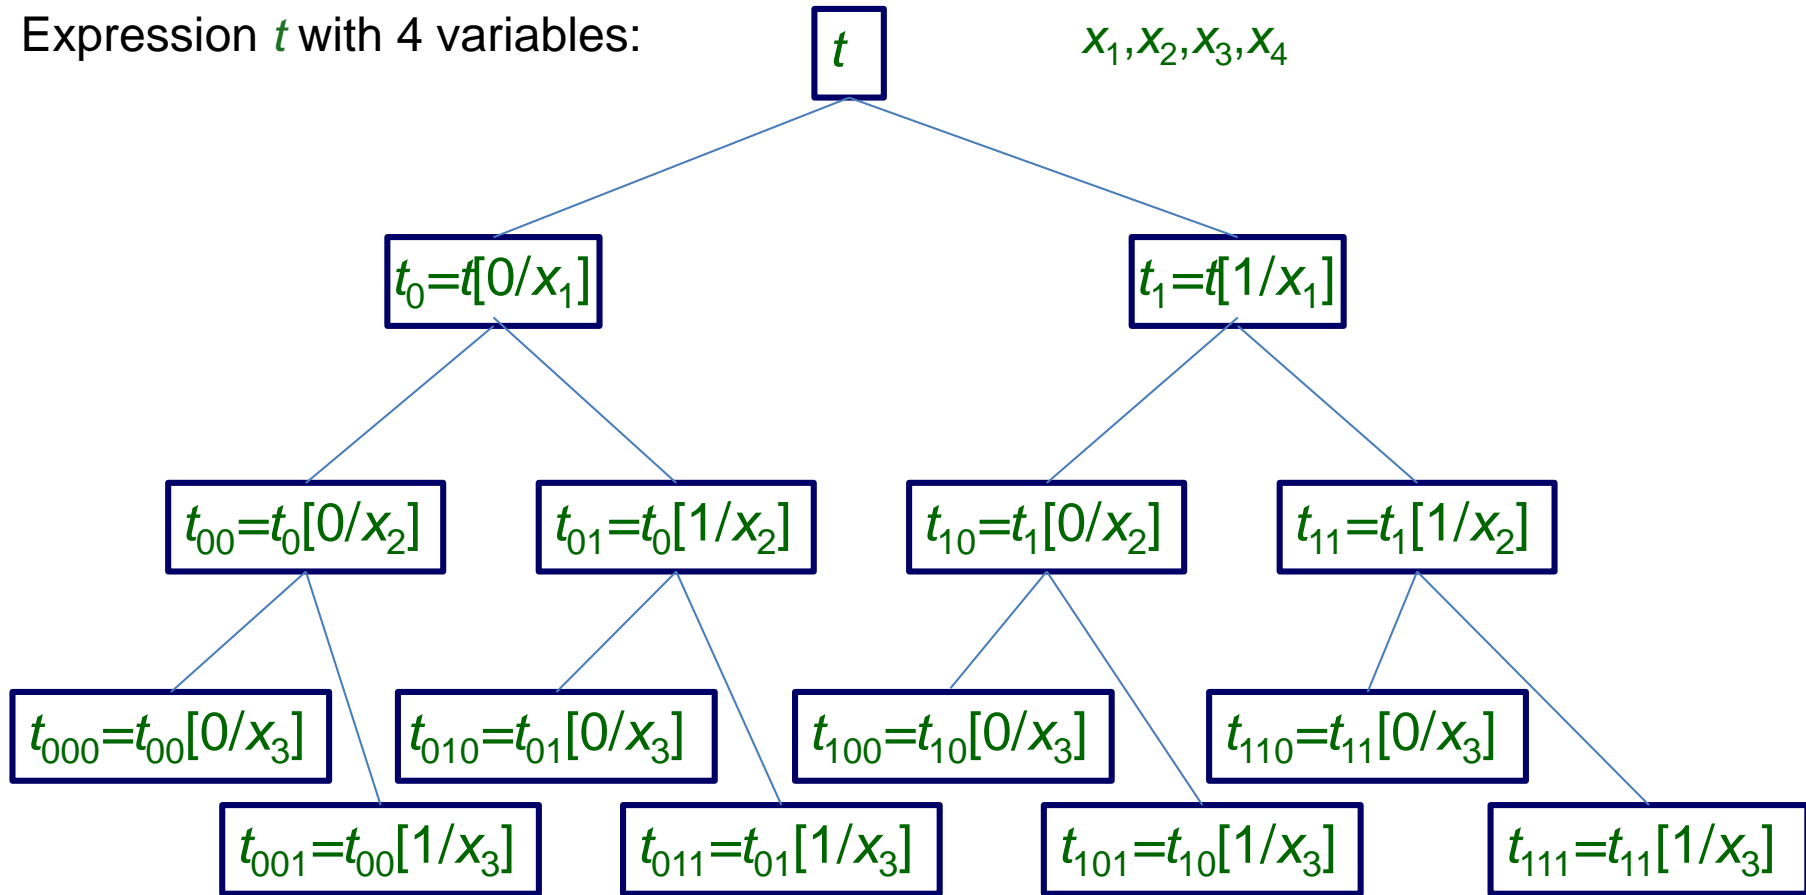 Expression t with 4 variables:
t
x₁,x₂,x₃,x₄
t₀=t[0/x₁]
t₁=t[1/x₁]
t₀₀=t₀[0/x₂]
t₀₁=t₀[1/x₂]
t₁₀=t₁[0/x₂]
t₁₁=t₁[1/x₂]
t₀₀₀=t₀₀[0/x₃]
t₀₁₀=t₀₁[0/x₃]
t₁₀₀=t₁₀[0/x₃]
t₁₁₀=t₁₁[0/x₃]
t₀₀₁=t₀₀[1/x₃]
t₀₁₁=t₀₁[1/x₃]
t₁₀₁=t₁₀[1/x₃]
t₁₁₁=t₁₁[1/x₃]